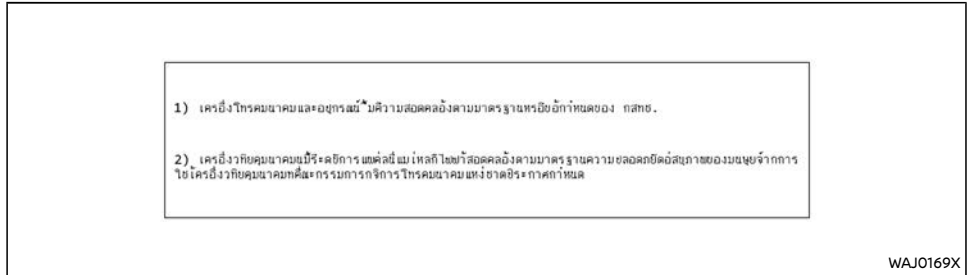 1) เครอึ่งโทรคมนาคมและอปุกรณน์ ี้มคีวามสอดคลอ้งตามมาตรฐานหรอืขอ้กำหนดของ กสทช.
2) เครอึ่งวทิยคุมนาคมนมี้รีะดบัการแผค่ลนื่แมเ่หลก็ไฟฟา้สอดคลอ้งตามมาตรฐานความปลอดภยัตอ่สขุภาพของมนษุยจ์ากการ
ใชเ้ครอึ่งวทิยคุมนาคมทคี่ณะกรรมการกจิการโทรคมนาคมแหง่ชาตปิระกาศกำหนด
WAJ0169X